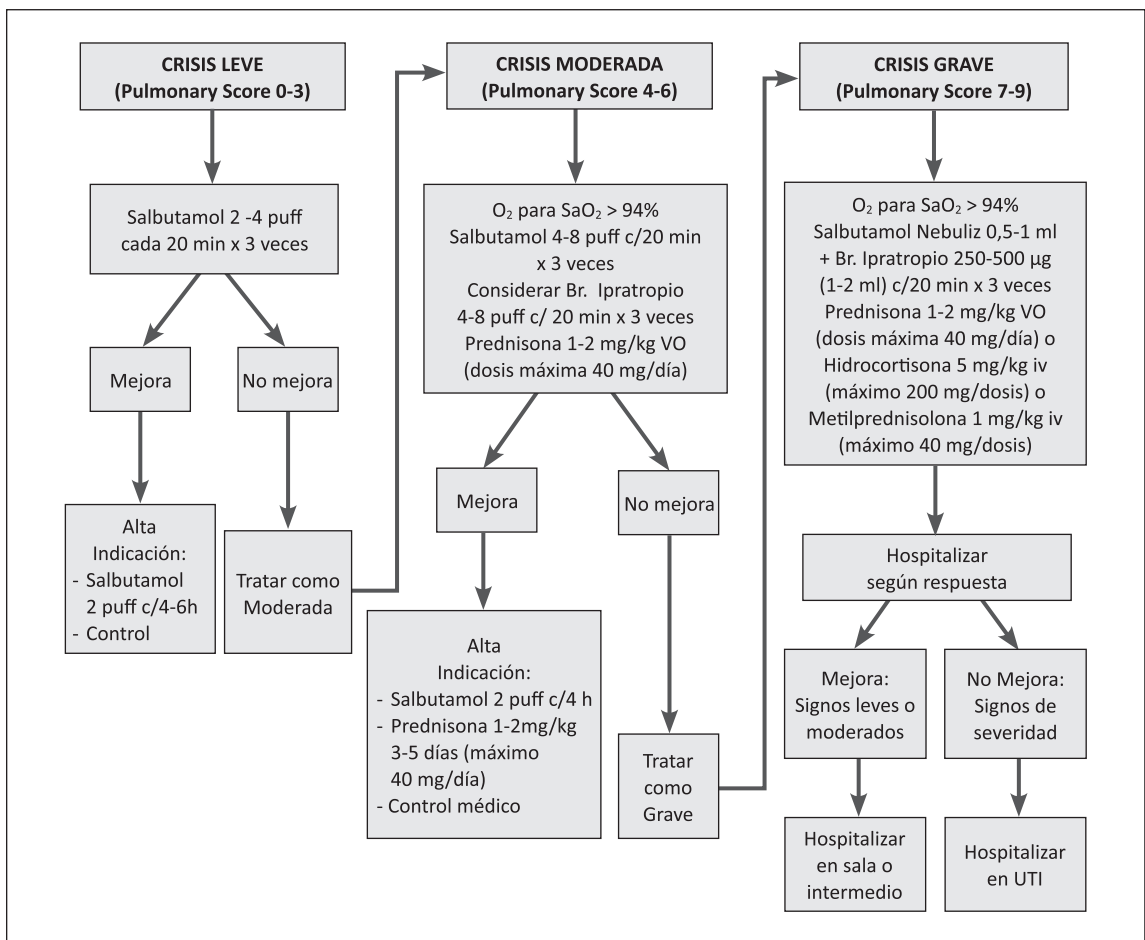 CRISIS LEVE
(Pulmonary Score 0-3)
Salbutamol 2 -4 puff
cada 20 min x 3 veces
Mejora
No mejora
Alta
Indicación:
- Salbutamol
2 puff c/4-6h
- Control
Tratar como
Moderada
CRISIS MODERADA
(Pulmonary Score 4-6)
O₂ para SaO₂ > 94%
Salbutamol 4-8 puff c/20 min
x 3 veces
Considerar Br. Ipratropio
4-8 puff c/ 20 min x 3 veces
Prednisona 1-2 mg/kg VO
(dosis máxima 40 mg/día)
Mejora
No mejora
Alta
Indicación:
- Salbutamol 2 puff c/4 h
- Prednisona 1-2mg/kg
3-5 días (máximo
40 mg/día)
- Control médico
Tratar
como
Grave
CRISIS GRAVE
(Pulmonary Score 7-9)
O₂ para SaO₂ > 94%
Salbutamol Nebuliz 0,5-1 ml
+ Br. Ipratropio 250-500 µg
(1-2 ml) c/20 min x 3 veces
Prednisona 1-2 mg/kg VO
(dosis máxima 40 mg/día) o
Hidrocortisona 5 mg/kg iv
(máximo 200 mg/dosis) o
Metilprednisolona 1 mg/kg iv
(máximo 40 mg/dosis)
Hospitalizar
según respuesta
Mejora:
Signos leves o
moderados
No Mejora:
Signos de
severidad
Hospitalizar
en sala o
intermedio
Hospitalizar
en UTI